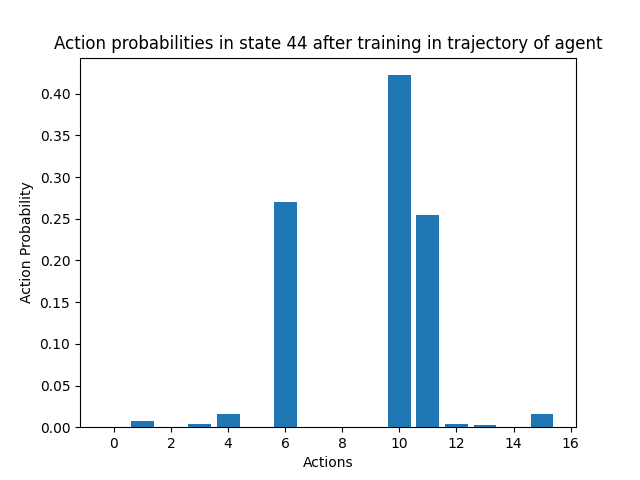 Action probabilities in state 44 after training in trajectory of agent
0.40
0.35
0.30
0.25
0.20
0.15
0.10
0.05
0.00
Action Probability
0 2 4 6 8 10 12 14 16
Actions